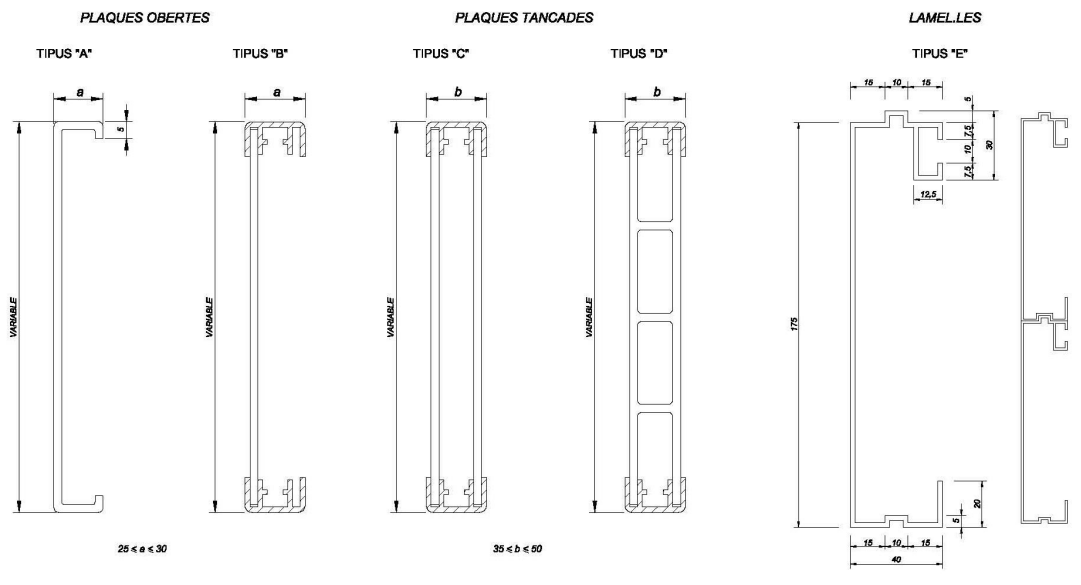 PLAQUES OBERTES
PLAQUES TANCADES
LAMEL.LES
TIPUS "A"
TIPUS "B"
TIPUS "C"
TIPUS "D"
TIPUS "E"
a
5
VARIABLE
a
VARIABLE
b
VARIABLE
b
VARIABLE
15
10
15
5
7,5
10
7,5
30
12,5
175
20
5
15
10
15
40
25 ≤ a ≤ 30
35 ≤ b ≤ 50